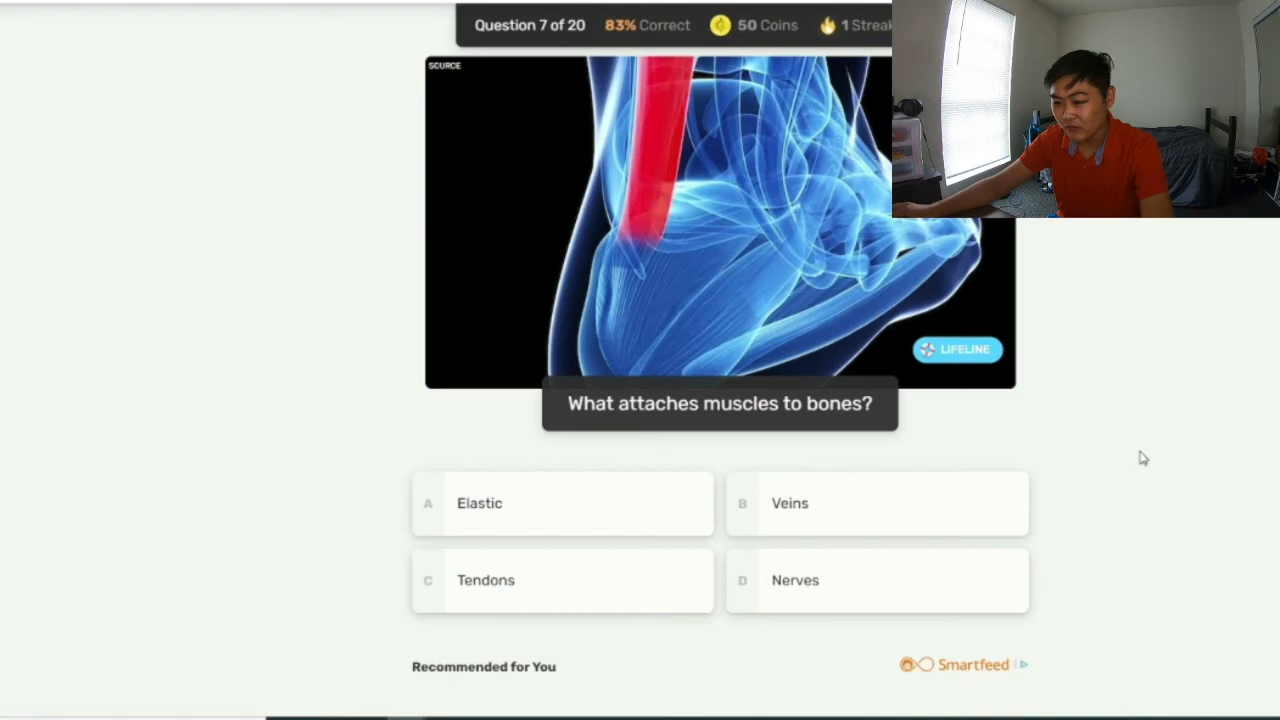 Question 7 of 20 83% Correct 50 Coins 1 Streak
SOURCE
LIFELINE
What attaches muscles to bones?
A Elastic
B Veins
C Tendons
D Nerves
Recommended for You
Smartfeed